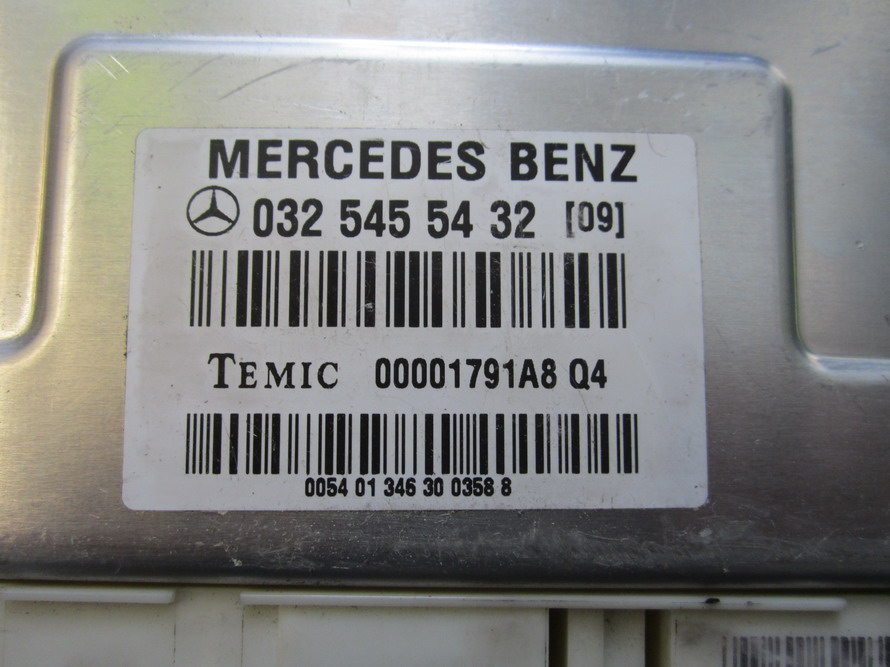 MERCEDES BENZ
032 545 54 32 [09]
TEMIC 00001791A8 Q4
0054 01 346 30 0358 8